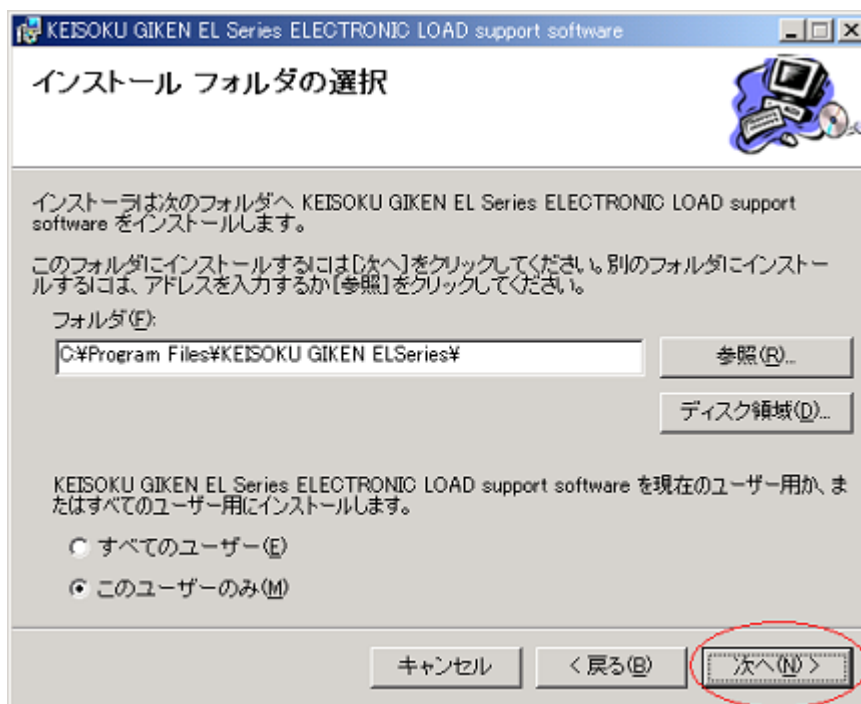 KEISOKU GIKEN EL Series ELECTRONIC LOAD support software
インストール フォルダの選択
インストーラは次のフォルダへ KEISOKU GIKEN EL Series ELECTRONIC LOAD support
software をインストールします。
このフォルダにインストールするには[次へ]をクリックしてください。別のフォルダにインストー
ルするには、アドレスを入力するか[参照]をクリックしてください。
フォルダ(F):
C:¥Program Files¥KEISOKU GIKEN ELSeries¥
参照(R)...
ディスク領域(D)...
KEISOKU GIKEN EL Series ELECTRONIC LOAD support software を現在のユーザー用か、ま
たはすべてのユーザー用にインストールします。
すべてのユーザー(E)
このユーザーのみ(M)
キャンセル
< 戻る(B)
次へ(N) >